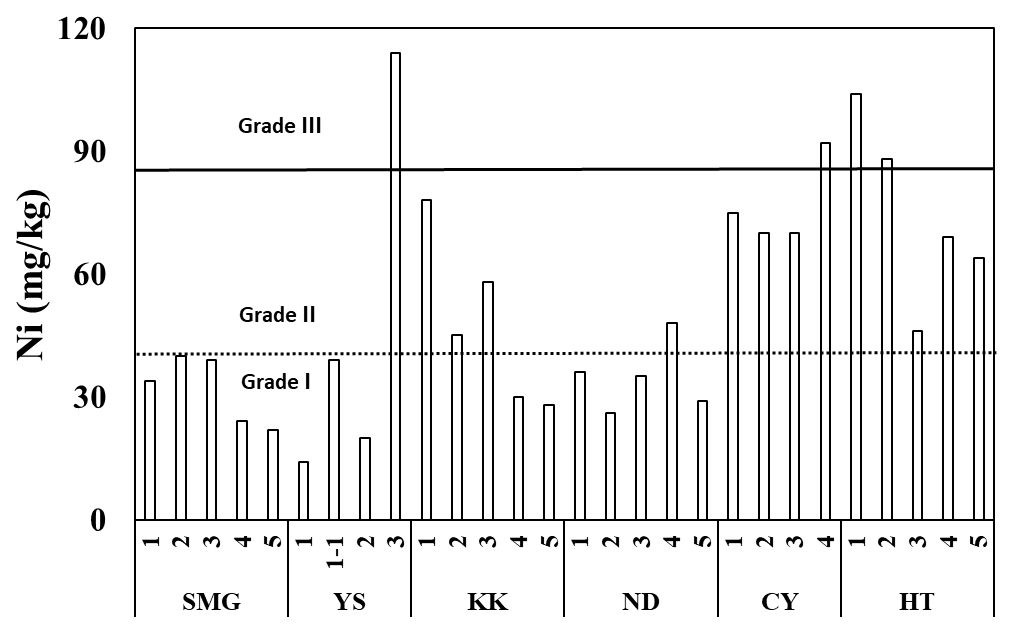 120
90
60
30
0
Ni (mg/kg)
Grade III
Grade II
Grade I
1 2 3 4 5 1 1-1 2 3 1 2 3 4 5 1 2 3 4 5 1 2 3 4 1 2 3 4 5
SMG YS KK ND CY HT